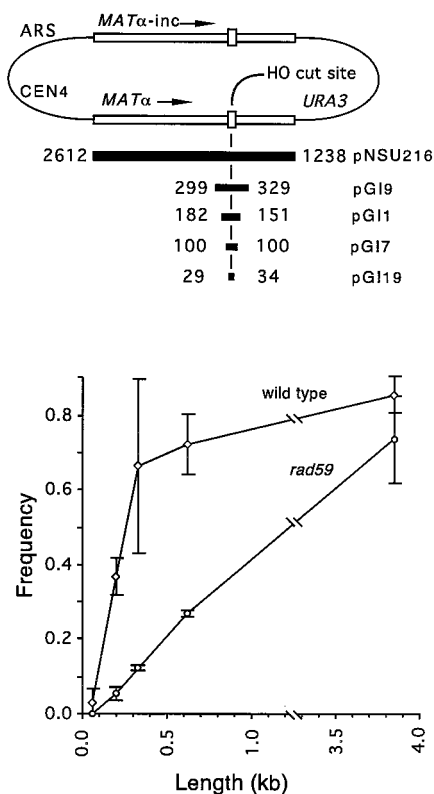 ARS
MATα-inc
HO cut site
CEN4
MATα
URA3
2612 1238 pNSU216
299 329 pGI9
182 151 pGI1
100 100 pGI7
29 34 pGI19
wild type
rad59
Frequency
0.8
0.6
0.4
0.2
0.0
0.0 0.5 1.0 3.5 4.0
Length (kb)